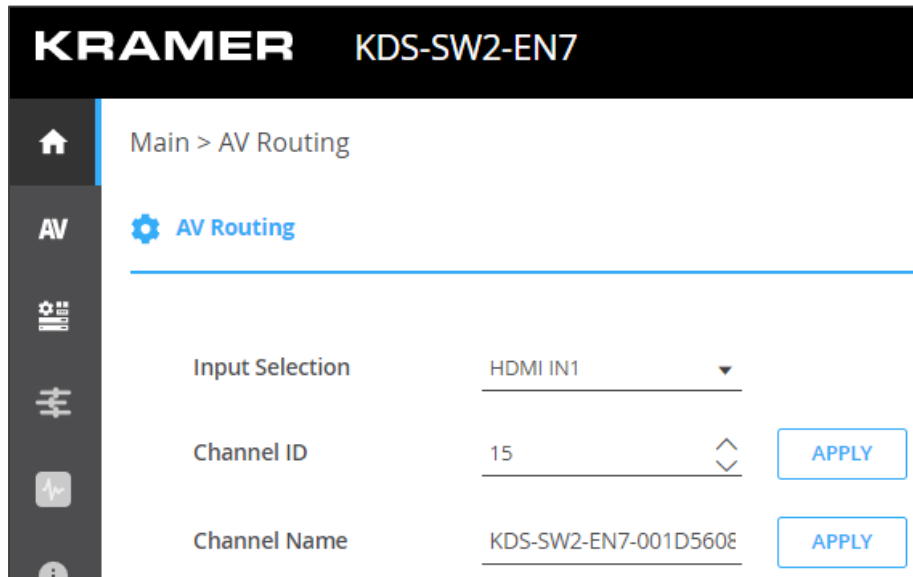 KRAMER KDS-SW2-EN7
Main > AV Routing
AV
AV Routing
Input Selection HDMI IN1
Channel ID 15 APPLY
Channel Name KDS-SW2-EN7-001D5608 APPLY